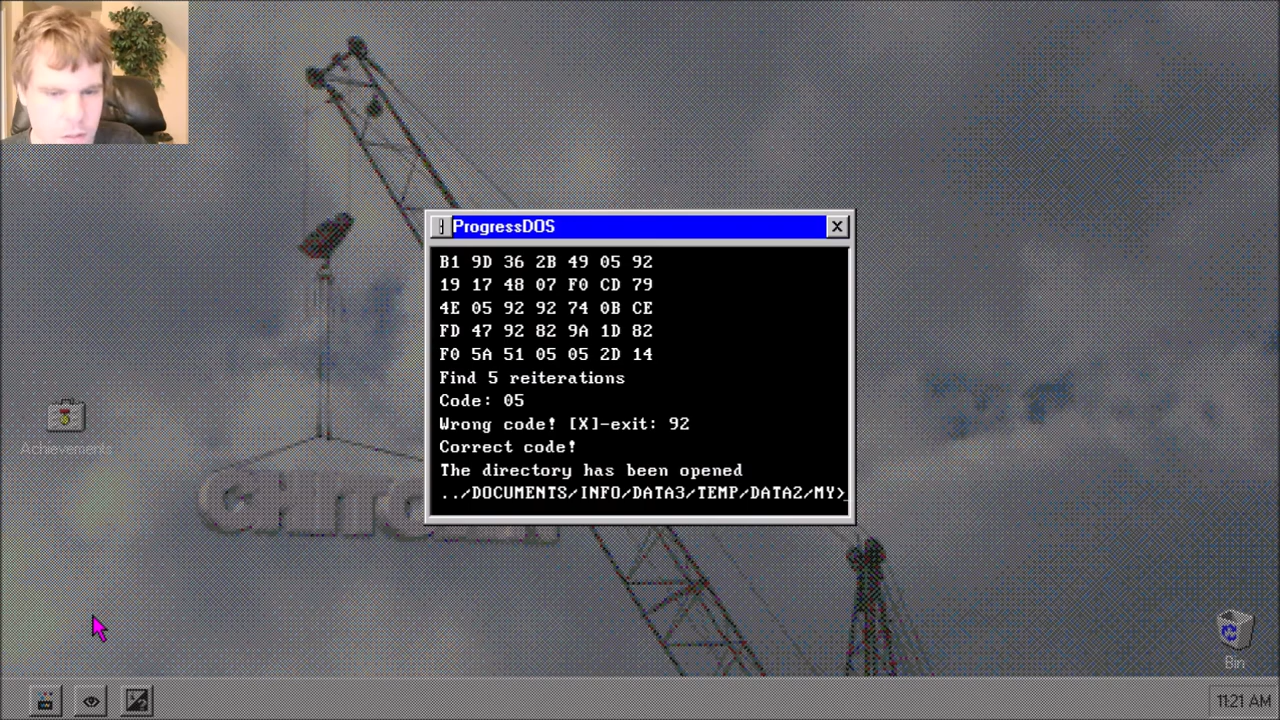 ProgressDOS
B1 9D 36 2B 49 05 92
19 17 48 07 F0 CD 79
4E 05 92 92 74 0B CE
FD 47 92 82 9A 1D 82
F0 5A 51 05 05 2D 14
Find 5 reiterations
Code: 05
Wrong code! [X]-exit: 92
Correct code!
The directory has been opened
../DOCUMENTS/INFO/DATA3/TEMP/DATA2/MY>_
Achievements
Bin
11:21 AM